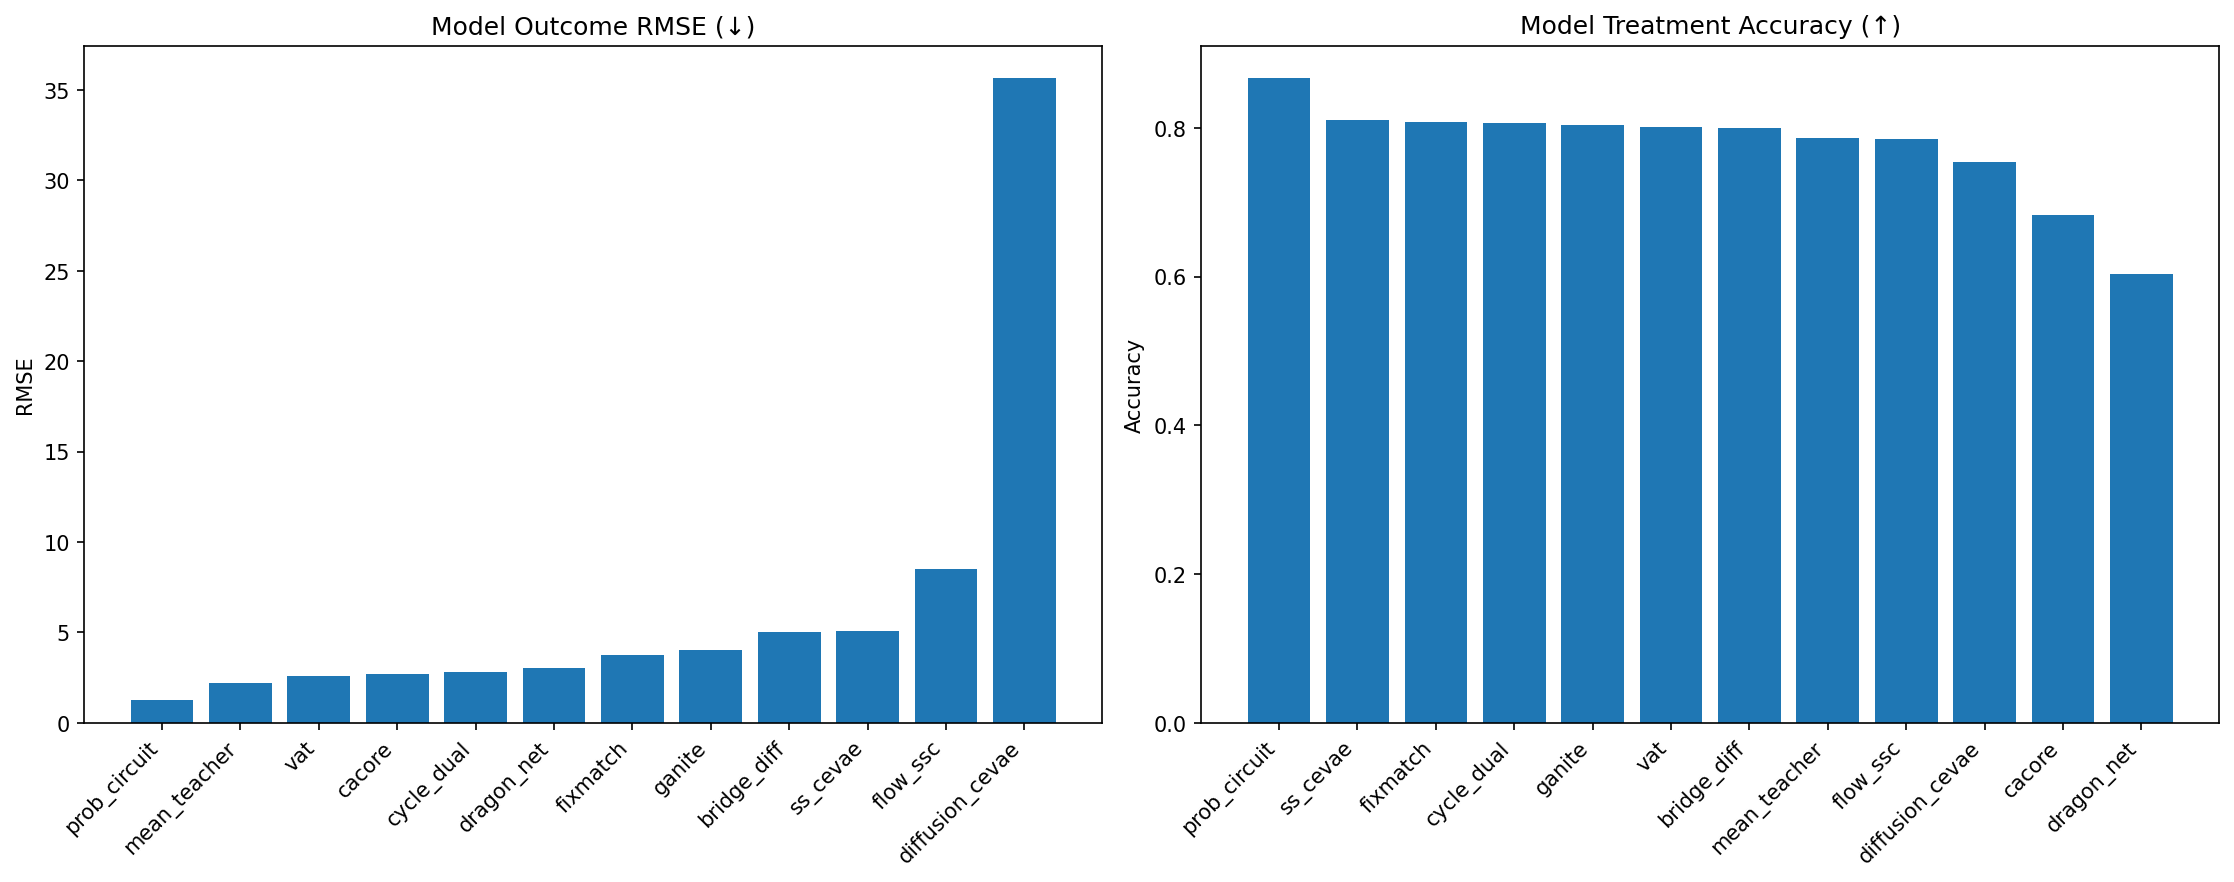 Model Outcome RMSE (↓)
RMSE
35
30
25
20
15
10
5
0
prob_circuit
mean_teacher
vat
cacore
cycle_dual
dragon_net
fixmatch
ganite
bridge_diff
ss_cevae
flow_ssc
diffusion_cevae
Model Treatment Accuracy (↑)
Accuracy
0.8
0.6
0.4
0.2
0.0
prob_circuit
ss_cevae
fixmatch
cycle_dual
ganite
vat
bridge_diff
mean_teacher
flow_ssc
diffusion_cevae
cacore
dragon_net